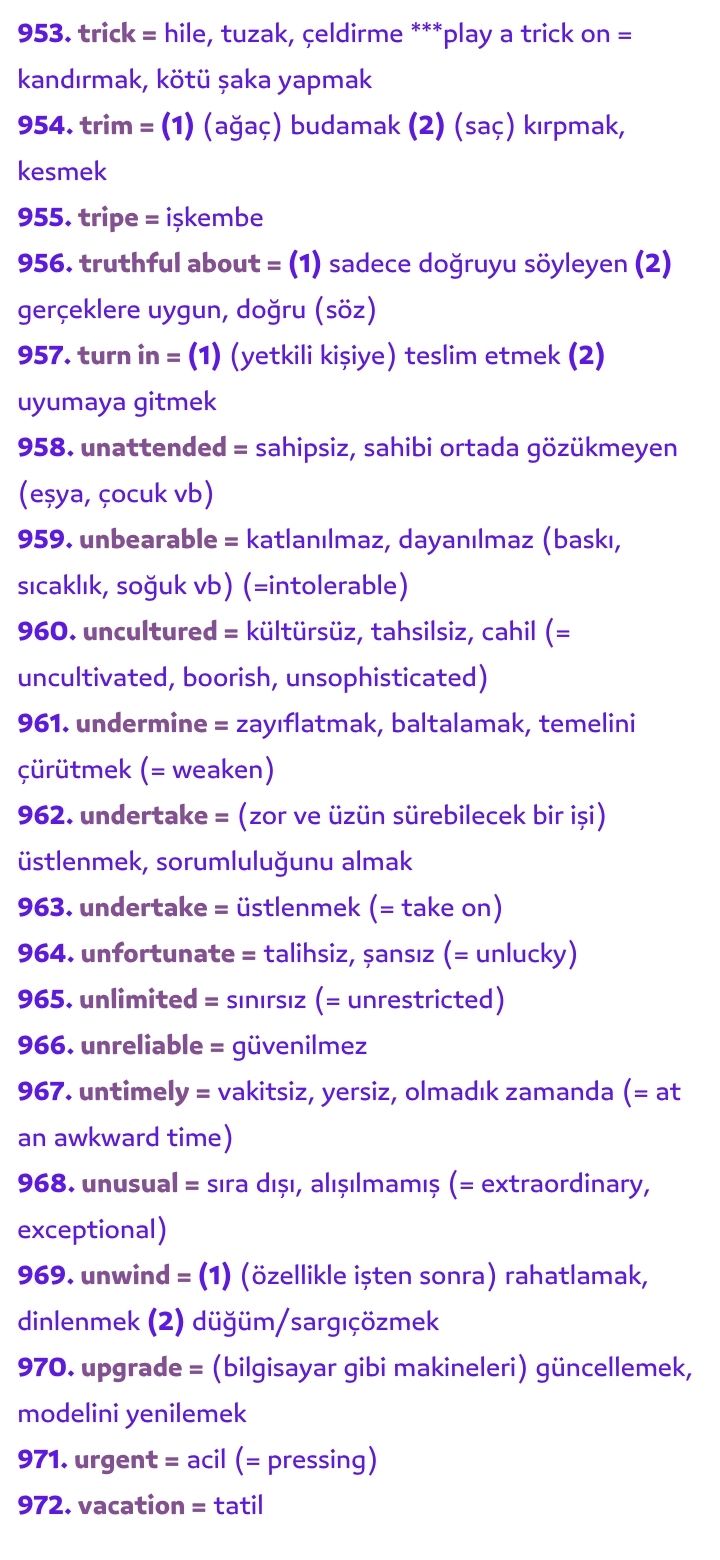 953. trick = hile, tuzak, çeldirme ***play a trick on =
kandırmak, kötü şaka yapmak
954. trim = (1) (ağaç) budamak (2) (saç) kırpmak,
kesmek
955. tripe = işkembe
956. truthful about = (1) sadece doğruyu söyleyen (2)
gerçeklere uygun, doğru (söz)
957. turn in = (1) (yetkili kişiye) teslim etmek (2)
uyumaya gitmek
958. unattended = sahipsiz, sahibi ortada gözükmeyen
(eşya, çocuk vb)
959. unbearable = katlanılmaz, dayanılmaz (baskı,
sıcaklık, soğuk vb) (=intolerable)
960. uncultured = kültürsüz, tahsilsiz, cahil (=
uncultivated, boorish, unsophisticated)
961. undermine = zayıflatmak, baltalamak, temelini
çürütmek (= weaken)
962. undertake = (zor ve üzün sürebilecek bir işi)
üstlenmek, sorumluluğunu almak
963. undertake = üstlenmek (= take on)
964. unfortunate = talihsiz, şansız (= unlucky)
965. unlimited = sınırsız (= unrestricted)
966. unreliable = güvenilmez
967. untimely = vakitsiz, yersiz, olmadık zamanda (= at
an awkward time)
968. unusual = sıra dışı, alışılmamış (= extraordinary,
exceptional)
969. unwind = (1) (özellikle işten sonra) rahatlamak,
dinlenmek (2) düğüm/sargıçözmek
970. upgrade = (bilgisayar gibi makineleri) güncellemek,
modelini yenilemek
971. urgent = acil (= pressing)
972. vacation = tatil